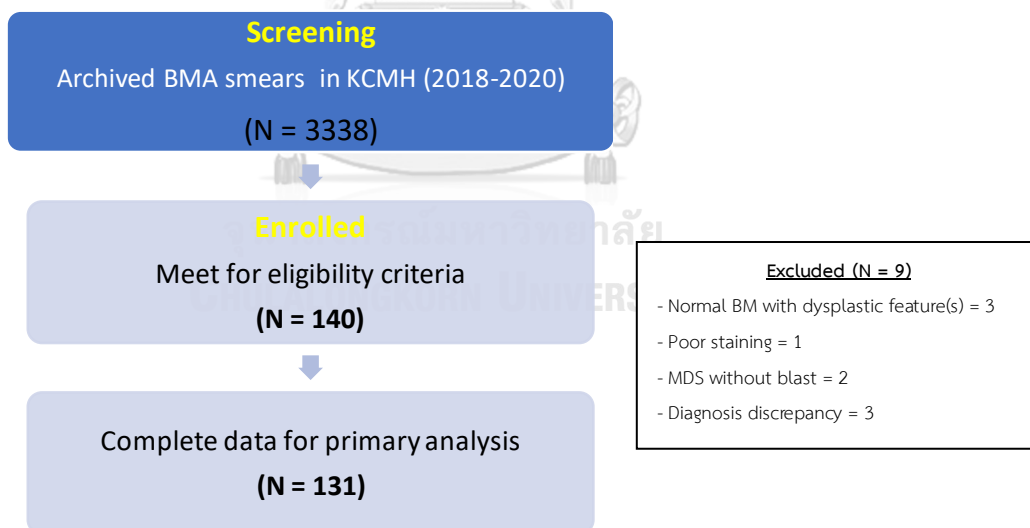 Screening
Archived BMA smears in KCMH (2018-2020)
(N = 3338)
Enrolled
Meet for eligibility criteria
(N = 140)
Complete data for primary analysis
(N = 131)
Excluded (N = 9)
- Normal BM with dysplastic feature(s) = 3
- Poor staining = 1
- MDS without blast = 2
- Diagnosis discrepancy = 3